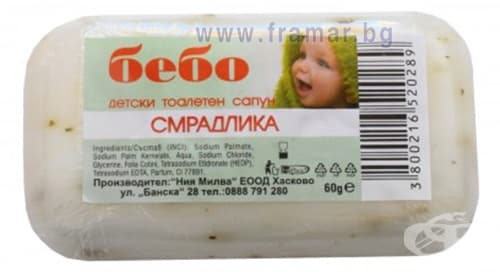 www.framar.bg
бебо
детски тоалетен сапун
СМРАДЛИКА
Ingredients/Състав (INCI): Sodium Palmate,
Sodium Palm Kernelate, Aqua, Sodium Chloride,
Glycerine, Folia Cotini, Tetrasodium Etidronate (HEDP),
Tetrasodium EDTA, Parfum, CI 77891.
Производител:"Ния Милва" ЕООД Хасково
ул. "Банска" 28 тел.:0888 791 280
60g℮
3800216520289